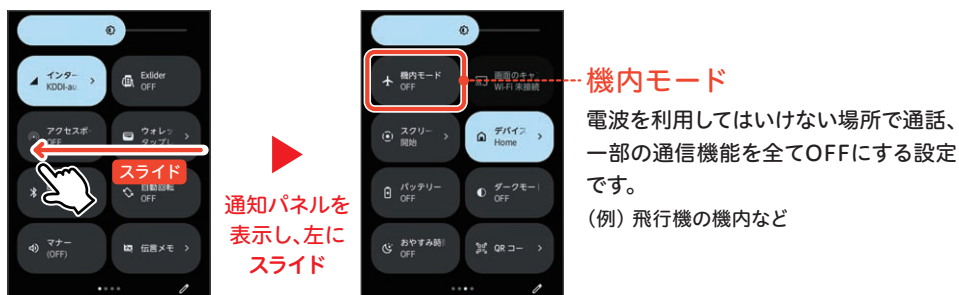 インター
KDDI-au
Exlider
OFF
アクセスポ
OFF
ウォレッ
タップし
スライド
自動回転
OFF
マナー
(OFF)
伝言メモ
通知パネルを
表示し、左に
スライド
機内モード
OFF
画面のキャ
Wi-Fi 未接続
スクリー
開始
デバイス
Home
バッテリー
OFF
ダークモー
OFF
おやすみ時
OFF
QR コー
機内モード
電波を利用してはいけない場所で通話、
一部の通信機能を全てOFFにする設定
です。
（例）飛行機の機内など